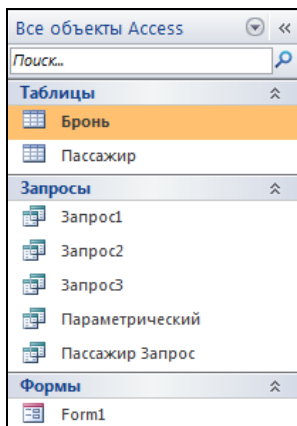 Все объекты Access
Поиск...
Таблицы
Бронь
Пассажир
Запросы
Запрос1
Запрос2
Запрос3
Параметрический
Пассажир Запрос
Формы
Form1